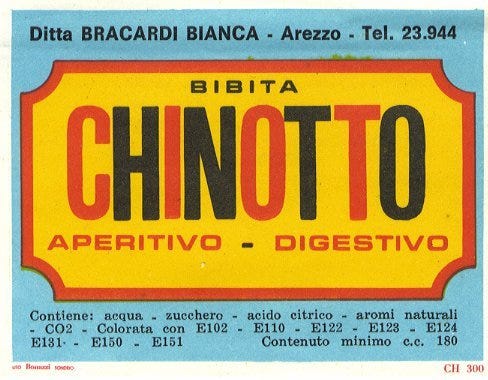 Ditta BRACARDI BIANCA - Arezzo - Tel. 23.944
BIBITA
CHINOTTO
APERITIVO - DIGESTIVO
Contiene: acqua - zucchero - acido citrico - aromi naturali
- CO2 - Colorata con E102 - E110 - E122 - E123 - E124
E131 - E150 - E151 Contenuto minimo c.c. 180
CH 300